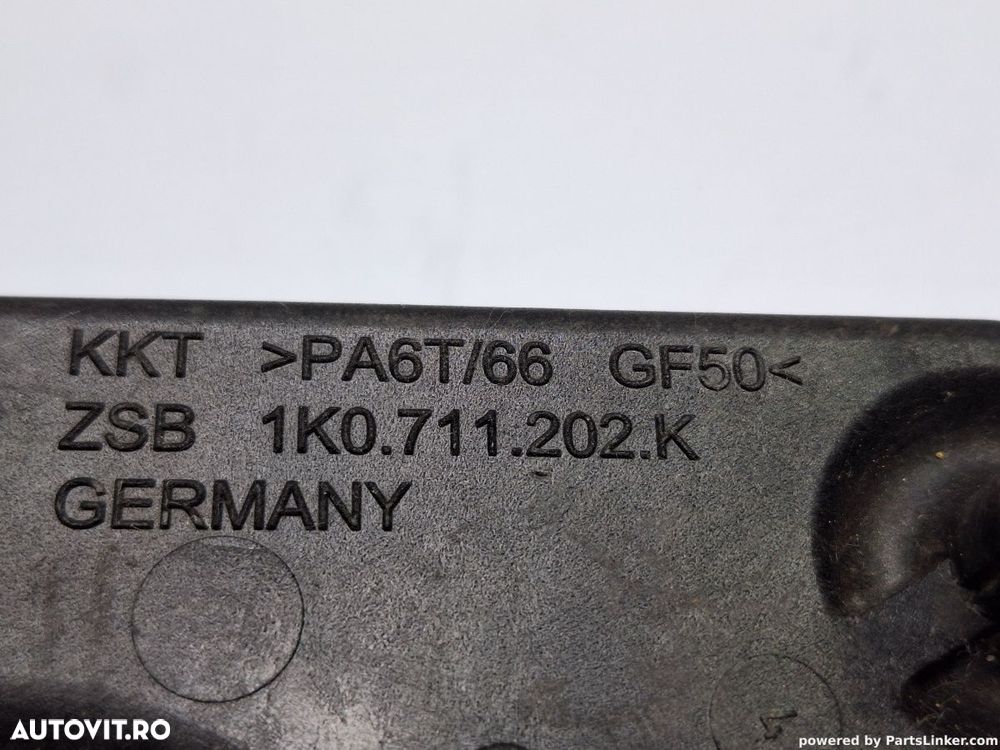 KKT >PA6T/66 GF50<
ZSB 1K0.711.202.K
GERMANY
AUTOVIT.RO
powered by PartsLinker.com